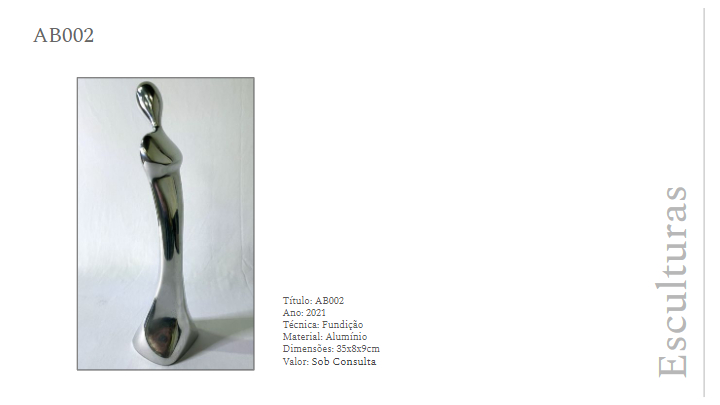 AB002
Título: AB002
Ano: 2021
Técnica: Fundição
Material: Alumínio
Dimensões: 35x8x9cm
Valor: Sob Consulta
Esculturas